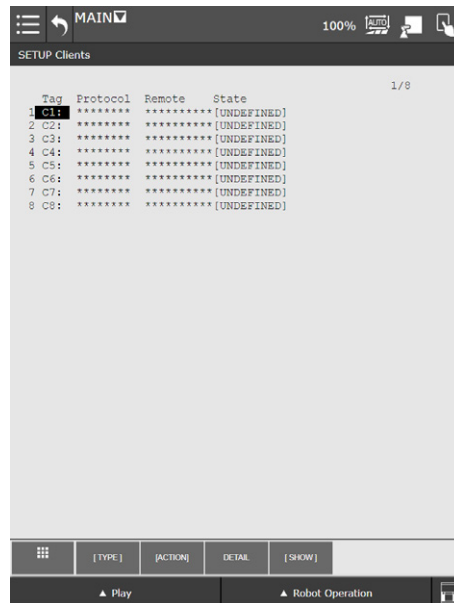 MAIN
100%
AUTO
SETUP Clients
1/8
Tag Protocol Remote State
1 C1: ******** **********[UNDEFINED]
2 C2: ******** **********[UNDEFINED]
3 C3: ******** **********[UNDEFINED]
4 C4: ******** **********[UNDEFINED]
5 C5: ******** **********[UNDEFINED]
6 C6: ******** **********[UNDEFINED]
7 C7: ******** **********[UNDEFINED]
8 C8: ******** **********[UNDEFINED]
[ TYPE ] [ACTION] DETAIL [ SHOW ]
▲ Play ▲ Robot Operation